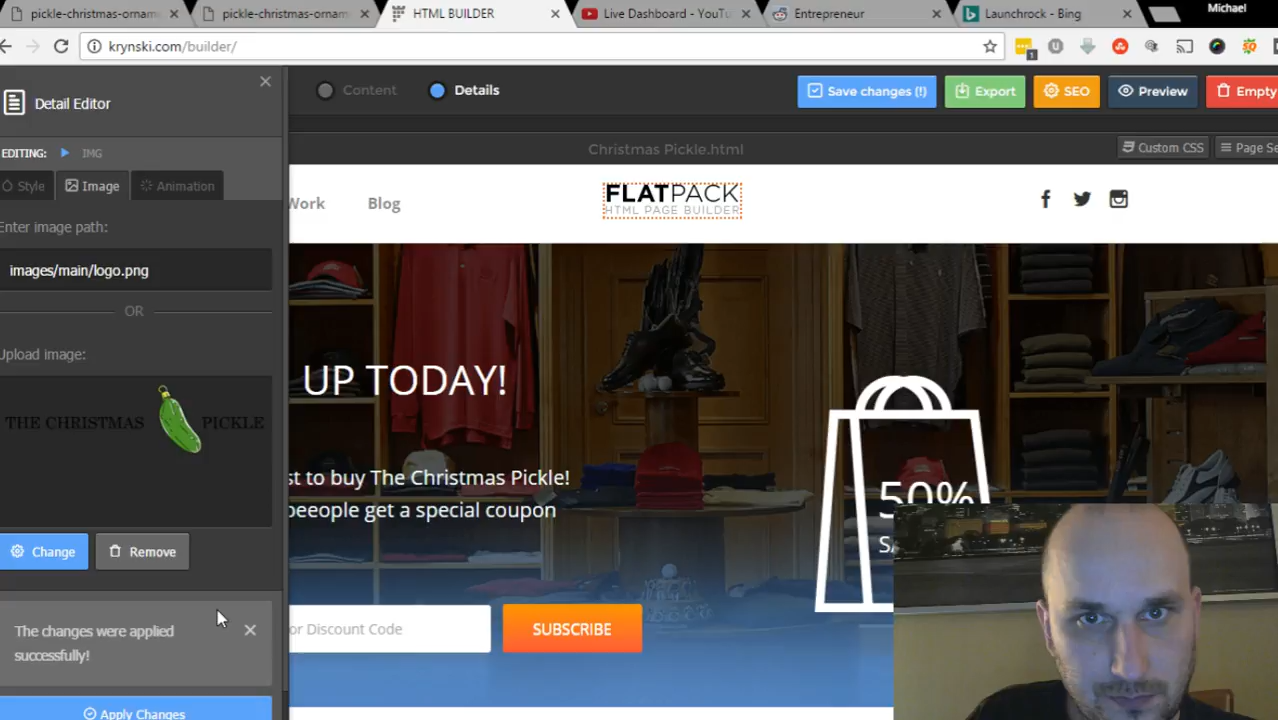 pickle-christmas-ornam
pickle-christmas-ornam
HTML BUILDER
Live Dashboard - YouTu
Entrepreneur
Launchrock - Bing
Michael
krynski.com/builder/
1
Detail Editor
Content
Details
Save changes (!)
Export
SEO
Preview
Empty
EDITING:
IMG
Christmas Pickle.html
Custom CSS
Page Se
Style
Image
Animation
Work
Blog
FLATPACK
HTML PAGE BUILDER
Enter image path:
images/main/logo.png
OR
Upload image:
THE CHRISTMAS PICKLE
UP TODAY!
st to buy The Christmas Pickle!
peeople get a special coupon
50%
SA
Change
Remove
The changes were applied
successfully!
or Discount Code
SUBSCRIBE
Apply Changes